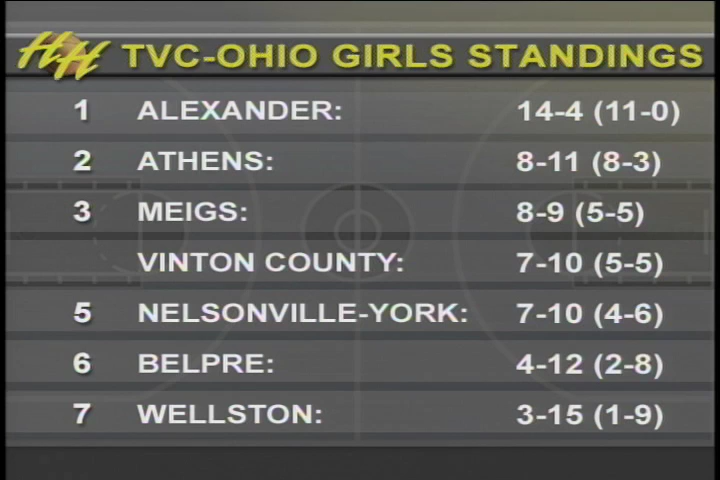 HH TVC-OHIO GIRLS STANDINGS
1 ALEXANDER: 14-4 (11-0)
2 ATHENS: 8-11 (8-3)
3 MEIGS: 8-9 (5-5)
VINTON COUNTY: 7-10 (5-5)
5 NELSONVILLE-YORK: 7-10 (4-6)
6 BELPRE: 4-12 (2-8)
7 WELLSTON: 3-15 (1-9)